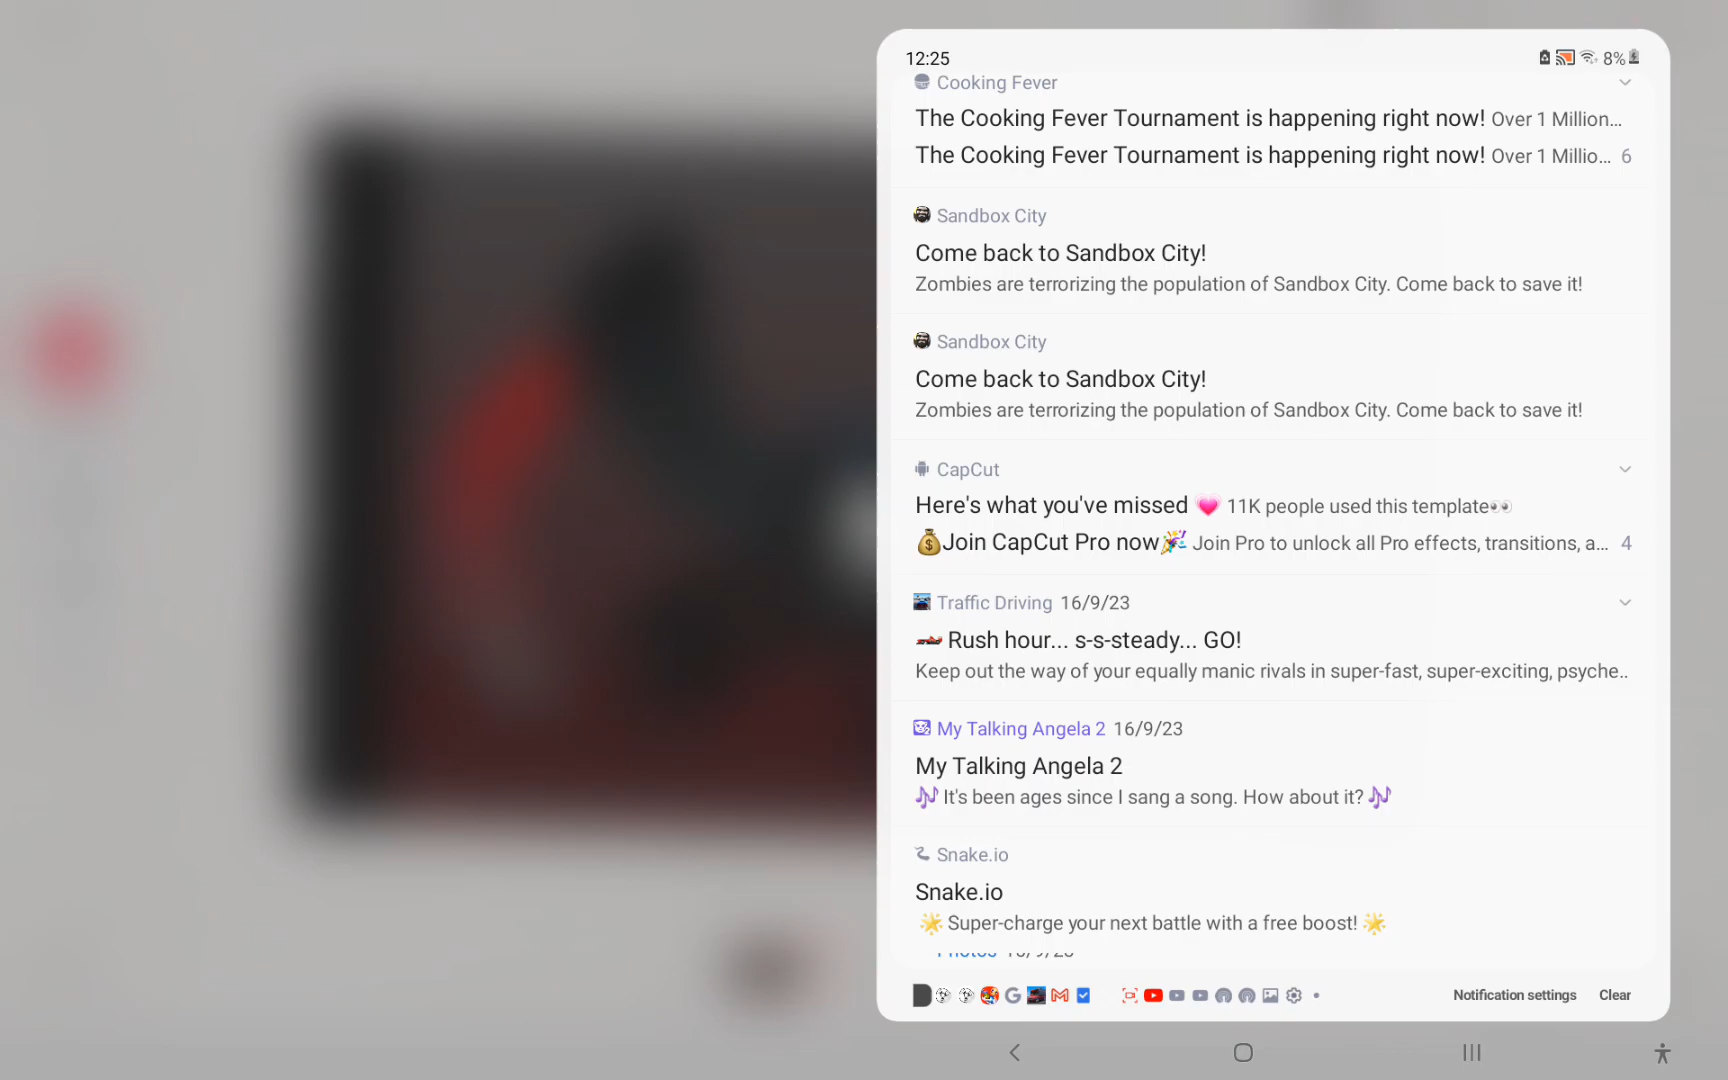 12:25
8%
Cooking Fever
The Cooking Fever Tournament is happening right now! Over 1 Million...
The Cooking Fever Tournament is happening right now! Over 1 Millio... 6
Sandbox City
Come back to Sandbox City!
Zombies are terrorizing the population of Sandbox City. Come back to save it!
Sandbox City
Come back to Sandbox City!
Zombies are terrorizing the population of Sandbox City. Come back to save it!
CapCut
Here's what you've missed 💗 11K people used this template👀
💰Join CapCut Pro now🎉 Join Pro to unlock all Pro effects, transitions, a... 4
Traffic Driving 16/9/23
🏎️ Rush hour... s-s-steady... GO!
Keep out the way of your equally manic rivals in super-fast, super-exciting, psyche..
My Talking Angela 2 16/9/23
My Talking Angela 2
🎶 It's been ages since I sang a song. How about it? 🎶
Snake.io
Snake.io
🌟 Super-charge your next battle with a free boost! 🌟
Notification settings Clear